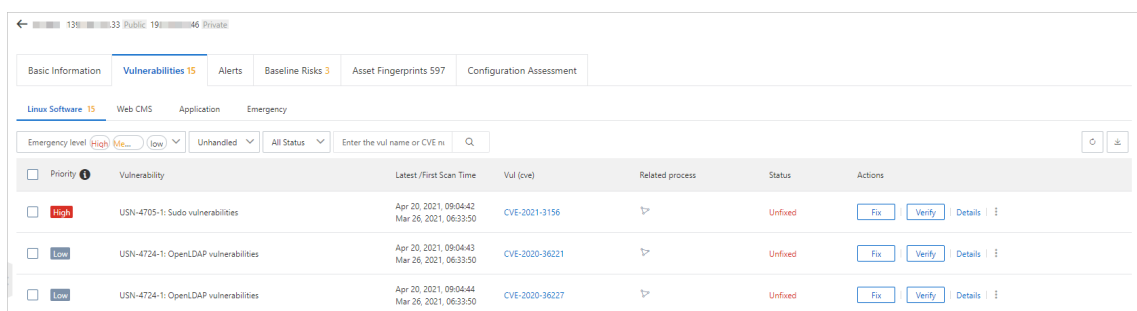 .33 Public 46 Private
Basic Information Vulnerabilities 15 Alerts Baseline Risks 3 Asset Fingerprints 597 Configuration Assessment
Linux Software 15 Web CMS Application Emergency
Emergency level High Me... low Unhandled All Status Enter the vul name or CVE nu
Priority Vulnerability Latest /First Scan Time Vul (cve) Related process Status Actions
High USN-4705-1: Sudo vulnerabilities Apr 20, 2021, 09:04:42 CVE-2021-3156 Unfixed Fix Verify Details
Mar 26, 2021, 06:33:50
Low USN-4724-1: OpenLDAP vulnerabilities Apr 20, 2021, 09:04:43 CVE-2020-36221 Unfixed Fix Verify Details
Mar 26, 2021, 06:33:50
Low USN-4724-1: OpenLDAP vulnerabilities Apr 20, 2021, 09:04:44 CVE-2020-36227 Unfixed Fix Verify Details
Mar 26, 2021, 06:33:50